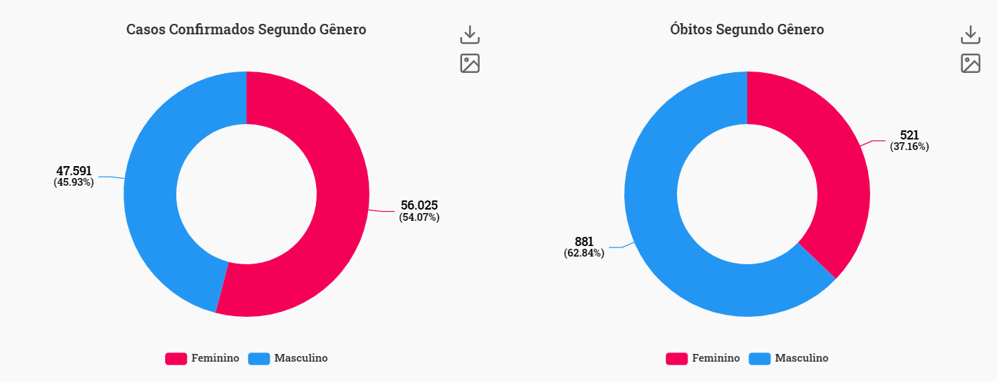 Casos Confirmados Segundo Gênero
47.591
(45.93%)
56.025
(54.07%)
Feminino
Masculino
Óbitos Segundo Gênero
521
(37.16%)
881
(62.84%)
Feminino
Masculino